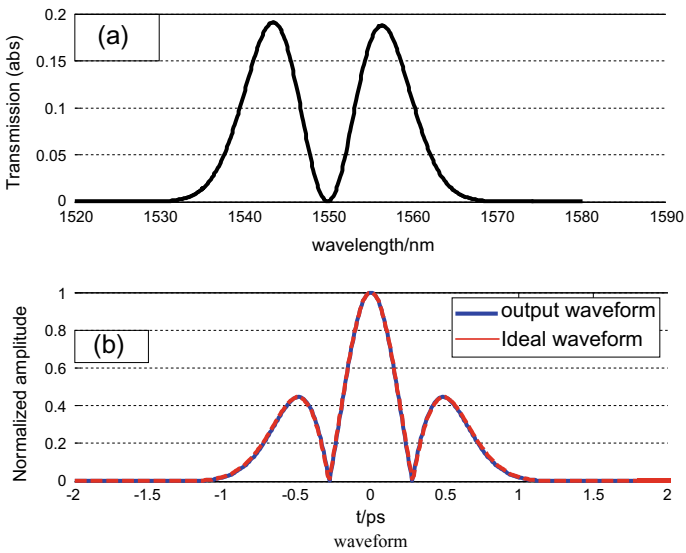 (a)
Transmission (abs)
0.2
0.15
0.1
0.05
0
1520 1530 1540 1550 1560 1570 1580 1590
wavelength/nm
(b)
Normalized amplitude
output waveform
Ideal waveform
1
0.8
0.6
0.4
0.2
0
-2 -1.5 -1 -0.5 0 0.5 1 1.5 2
t/ps
waveform